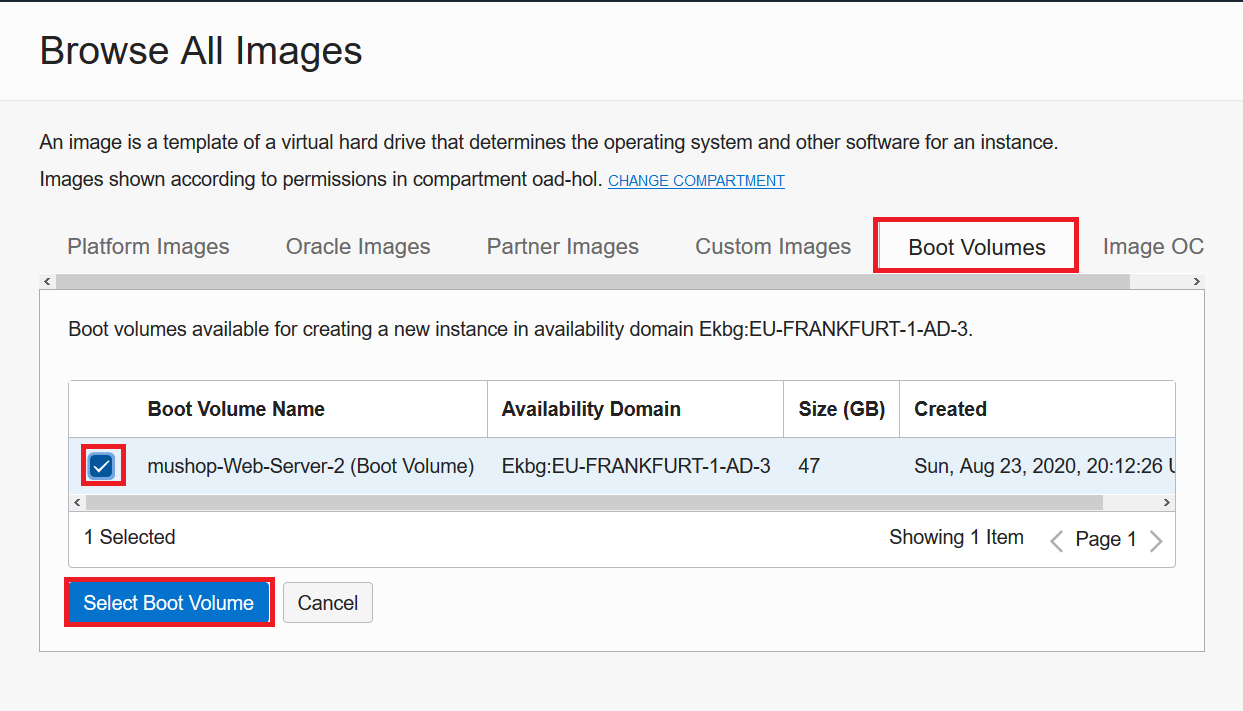 Browse All Images
An image is a template of a virtual hard drive that determines the operating system and other software for an instance.
Images shown according to permissions in compartment oad-hol. CHANGE COMPARTMENT
Platform Images Oracle Images Partner Images Custom Images Boot Volumes Image OC
Boot volumes available for creating a new instance in availability domain Ekbg:EU-FRANKFURT-1-AD-3.
Boot Volume Name Availability Domain Size (GB) Created
mushop-Web-Server-2 (Boot Volume) Ekbg:EU-FRANKFURT-1-AD-3 47 Sun, Aug 23, 2020, 20:12:26
1 Selected Showing 1 Item Page 1
Select Boot Volume Cancel